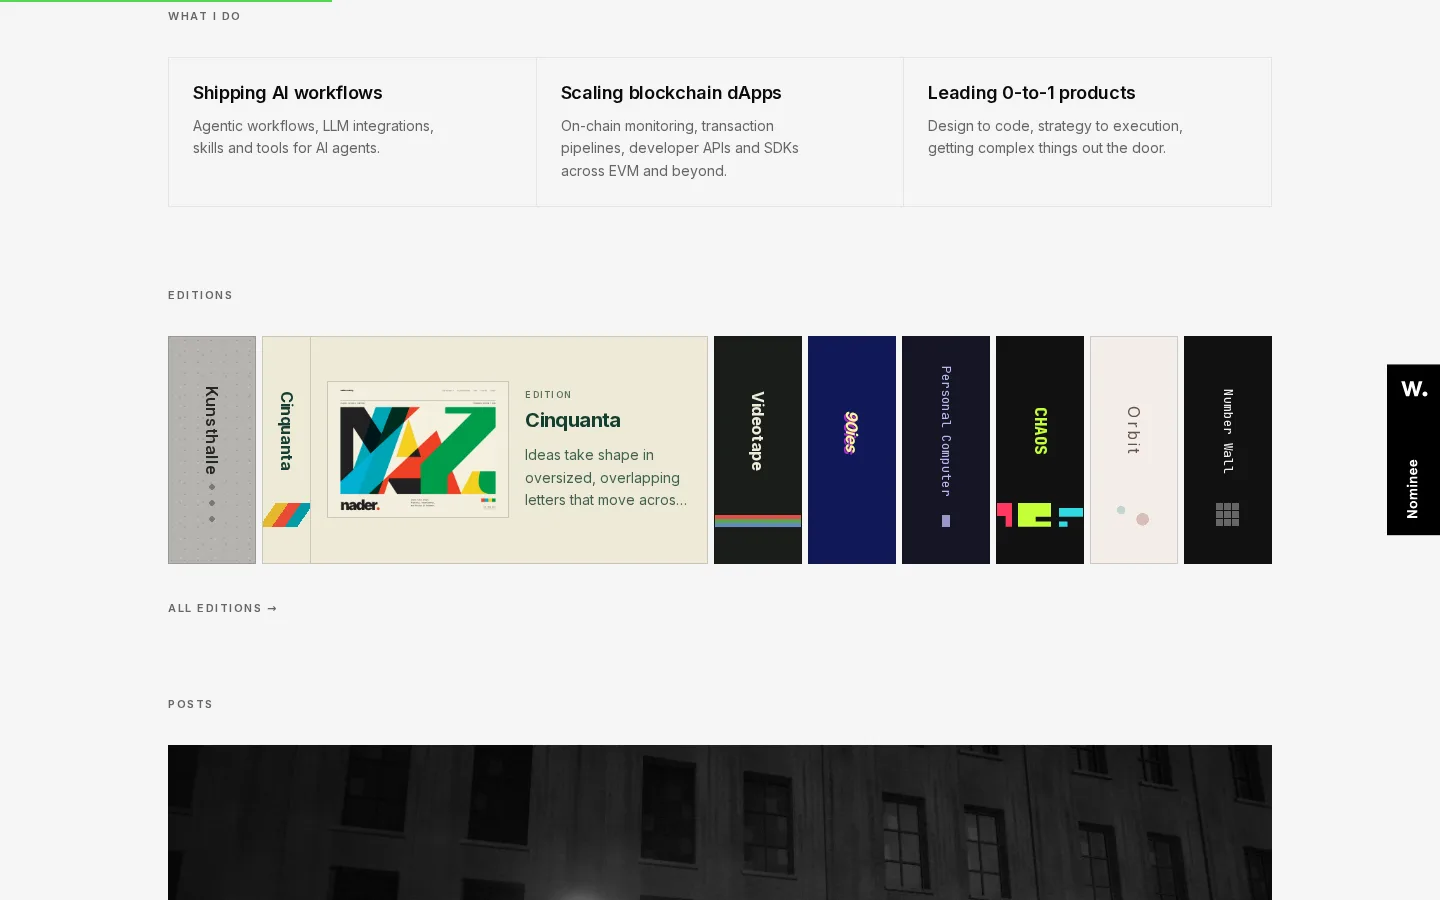 WHAT I DO
Shipping AI workflows
Agentic workflows, LLM integrations,
skills and tools for AI agents.
Scaling blockchain dApps
On-chain monitoring, transaction
pipelines, developer APIs and SDKs
across EVM and beyond.
Leading 0-to-1 products
Design to code, strategy to execution,
getting complex things out the door.
EDITIONS
Kunsthalle
Cinquanta
nader.
EDITION
Cinquanta
Ideas take shape in
oversized, overlapping
letters that move acros...
Videotape
90ies
Personal Computer
CHAOS
Orbit
Number Wall
W.
Nominee
ALL EDITIONS →
POSTS